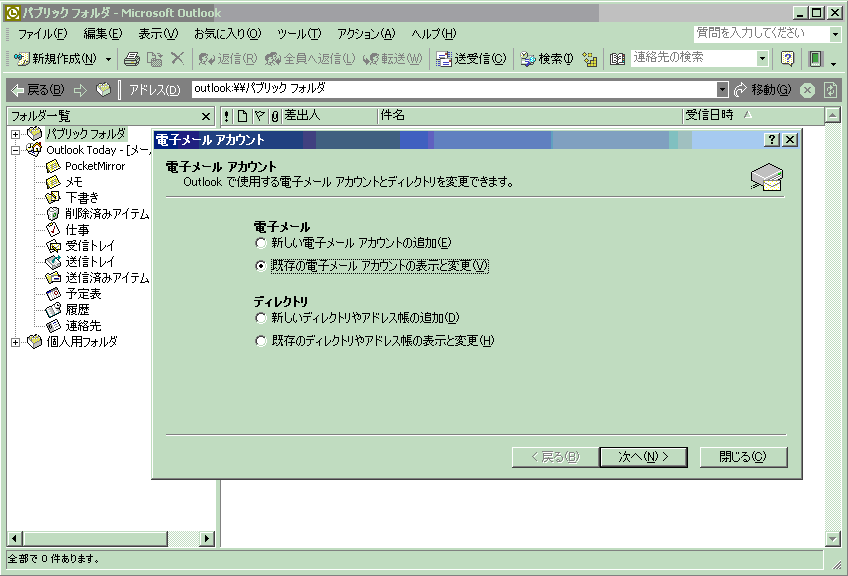 パブリック フォルダ - Microsoft Outlook
ファイル(F) 編集(E) 表示(V) お気に入り(O) ツール(T) アクション(A) ヘルプ(H) 質問を入力してください
新規作成(N) 返信(R) 全員へ返信(L) 転送(W) 送受信(C) 検索(I) 連絡先の検索
戻る(B) アドレス(D) outlook:¥¥パブリック フォルダ 移動(G)
フォルダ一覧 差出人 件名 受信日時
パブリック フォルダ
Outlook Today - [メール
PocketMirror
メモ
下書き
削除済みアイテム
仕事
受信トレイ
送信トレイ
送信済みアイテム
予定表
履歴
連絡先
個人用フォルダ
電子メール アカウント
電子メール アカウント
Outlook で使用する電子メール アカウントとディレクトリを変更できます。
電子メール
新しい電子メール アカウントの追加(E)
既存の電子メール アカウントの表示と変更(V)
ディレクトリ
新しいディレクトリやアドレス帳の追加(D)
既存のディレクトリやアドレス帳の表示と変更(H)
< 戻る(B) 次へ(N) > 閉じる(C)
全部で 0 件あります。